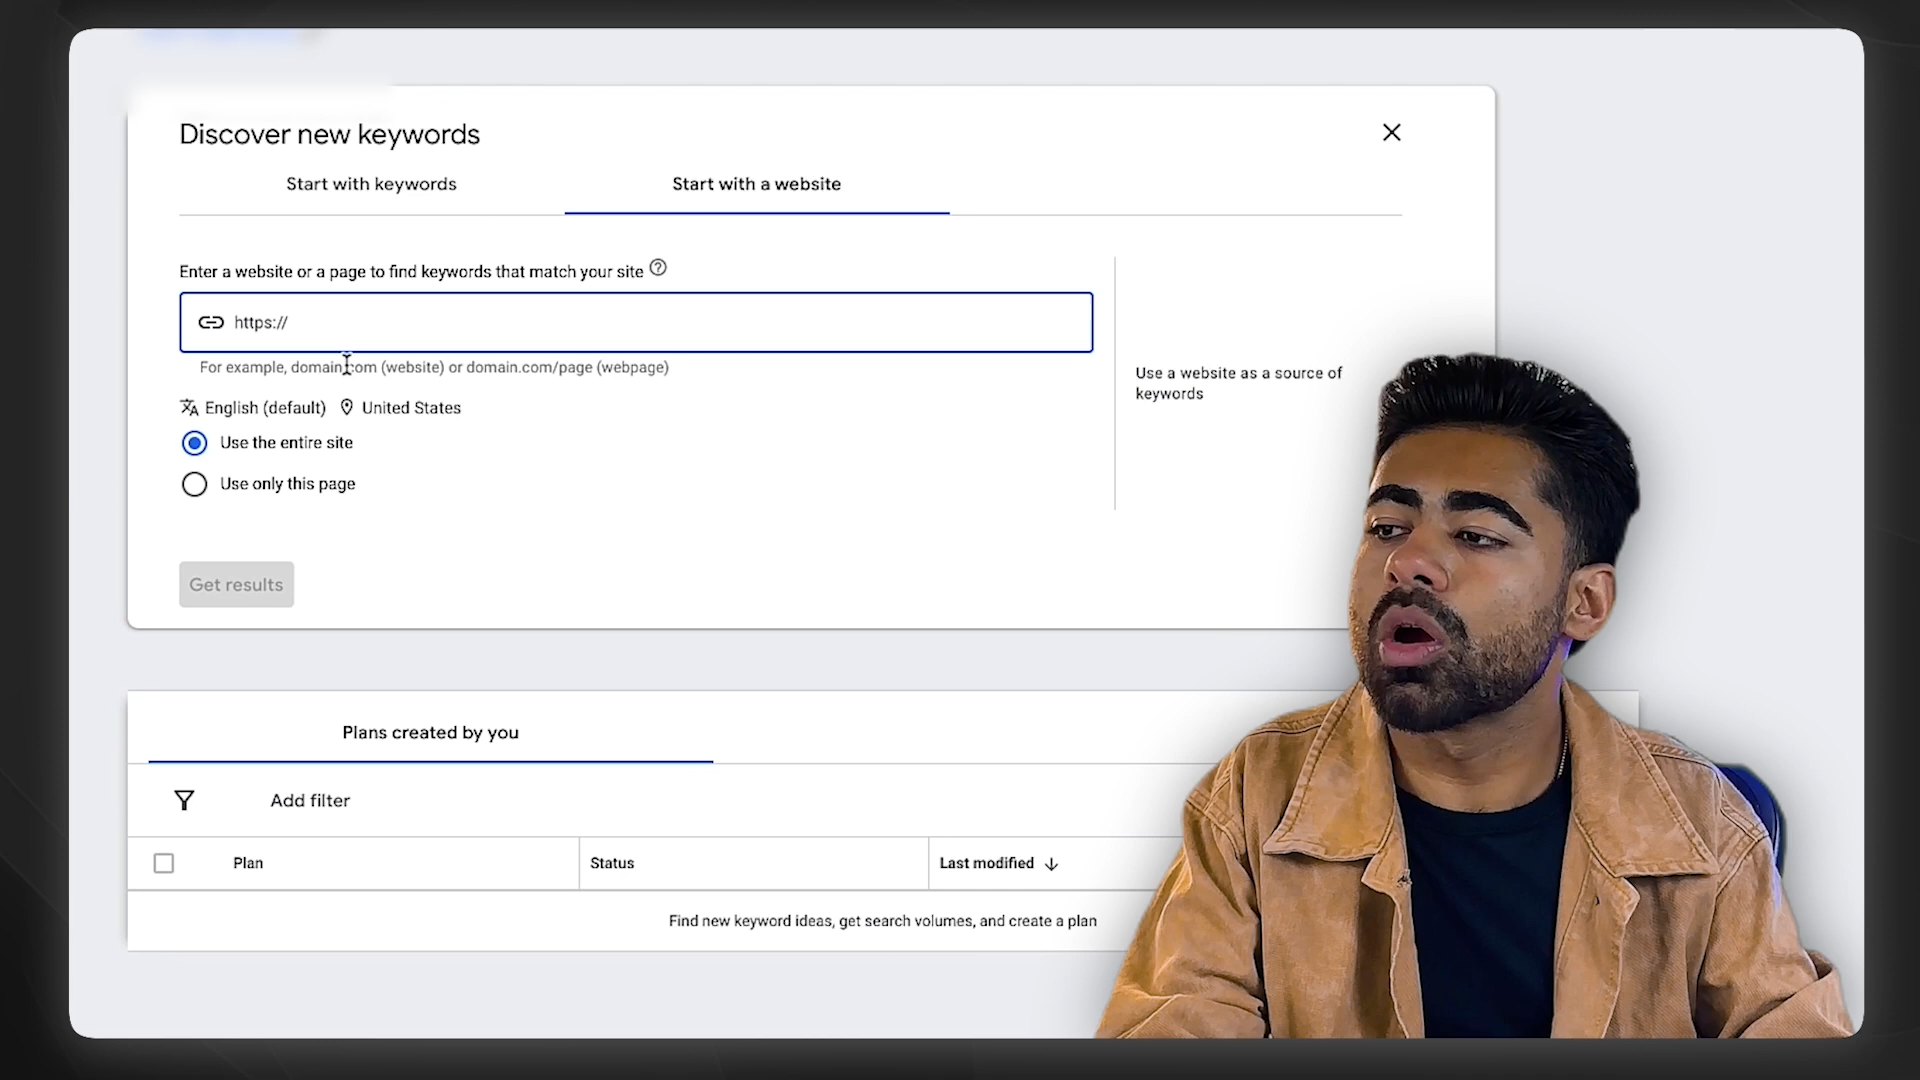 Discover new keywords
Start with keywords
Start with a website
Enter a website or a page to find keywords that match your site
https://
For example, domain.com (website) or domain.com/page (webpage)
English (default) United States
Use the entire site
Use only this page
Use a website as a source of
keywords
Get results
Plans created by you
Add filter
Plan Status Last modified
Find new keyword ideas, get search volumes, and create a plan